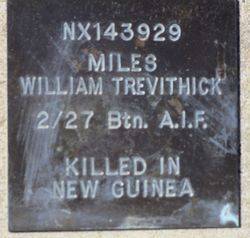 NX143929
MILES
WILLIAM TREVITHICK
2/27 Btn. A.I.F.
KILLED IN
NEW GUINEA